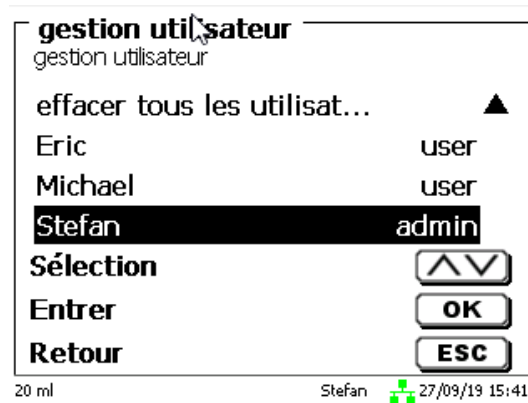 gestion utilisateur
gestion utilisateur
effacer tous les utilisat...
Eric user
Michael user
Stefan admin
Sélection
Entrer OK
Retour ESC
20 ml Stefan 27/09/19 15:41